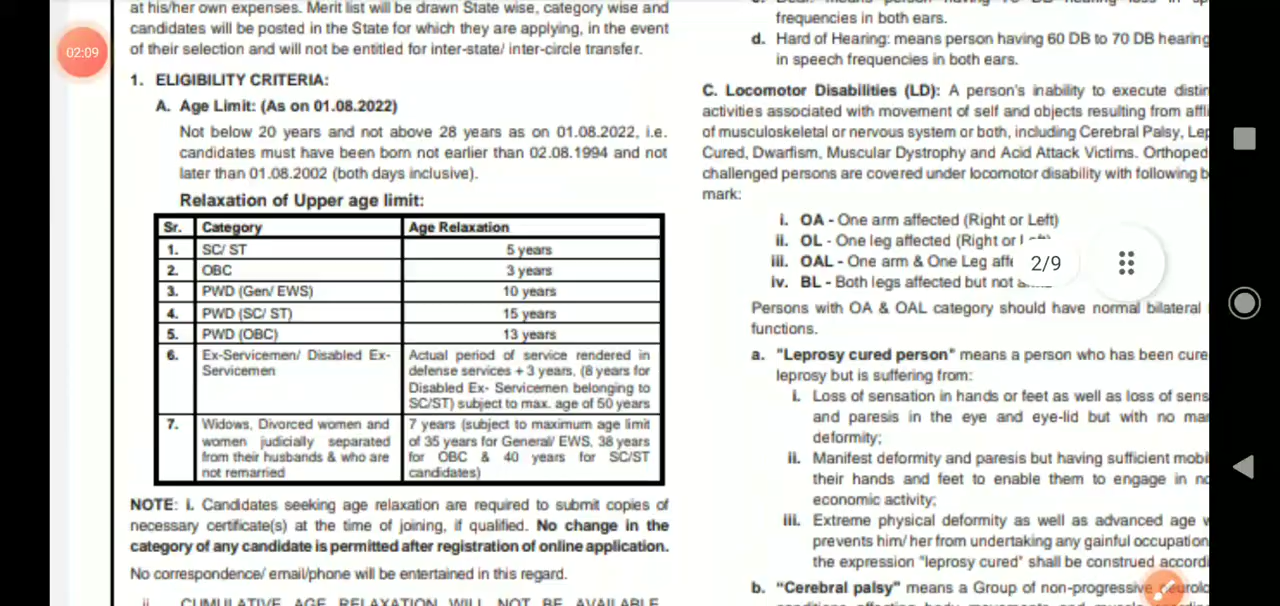 02:09
at his/her own expenses. Merit list will be drawn State wise, category wise and
candidates will be posted in the State for which they are applying, in the event
of their selection and will not be entitled for inter-state/ inter-circle transfer.
1. ELIGIBILITY CRITERIA:
A. Age Limit: (As on 01.08.2022)
Not below 20 years and not above 28 years as on 01.08.2022, i.e.
candidates must have been born not earlier than 02.08.1994 and not
later than 01.08.2002 (both days inclusive).
Relaxation of Upper age limit:
Sr. Category Age Relaxation
1. SC/ ST 5 years
2. OBC 3 years
3. PWD (Gen/ EWS) 10 years
4. PWD (SC/ ST) 15 years
5. PWD (OBC) 13 years
6. Ex-Servicemen/ Disabled Ex- Actual period of service rendered in
Servicemen defense services + 3 years, (8 years for
Disabled Ex- Servicemen belonging to
SC/ST) subject to max. age of 50 years
7. Widows, Divorced women and 7 years (subject to maximum age limit
women judicially separated of 35 years for General/ EWS, 38 years
from their husbands & who are for OBC & 40 years for SC/ST
not remarried candidates)
NOTE: i. Candidates seeking age relaxation are required to submit copies of
necessary certificate(s) at the time of joining, if qualified. No change in the
category of any candidate is permitted after registration of online application.
No correspondence/ email/phone will be entertained in this regard.
ii. CUMULATIVE AGE RELAXATION WILL NOT BE AVAILABLE
frequencies in both ears.
d. Hard of Hearing: means person having 60 DB to 70 DB hearing
in speech frequencies in both ears.
C. Locomotor Disabilities (LD): A person's inability to execute distin
activities associated with movement of self and objects resulting from affli
of musculoskeletal or nervous system or both, including Cerebral Palsy, Lep
Cured, Dwarfism, Muscular Dystrophy and Acid Attack Victims. Orthoped
challenged persons are covered under locomotor disability with following b
mark:
i. OA - One arm affected (Right or Left)
ii. OL - One leg affected (Right or
iii. OAL - One arm & One Leg affe
iv. BL - Both legs affected but not
2/9
Persons with OA & OAL category should have normal bilateral
functions.
a. "Leprosy cured person" means a person who has been cure
leprosy but is suffering from:
i. Loss of sensation in hands or feet as well as loss of sens
and paresis in the eye and eye-lid but with no ma
deformity;
ii. Manifest deformity and paresis but having sufficient mobi
their hands and feet to enable them to engage in no
economic activity;
iii. Extreme physical deformity as well as advanced age w
prevents him/ her from undertaking any gainful occupation
the expression "leprosy cured" shall be construed accordi
b. "Cerebral palsy" means a Group of non-progressive neurolo